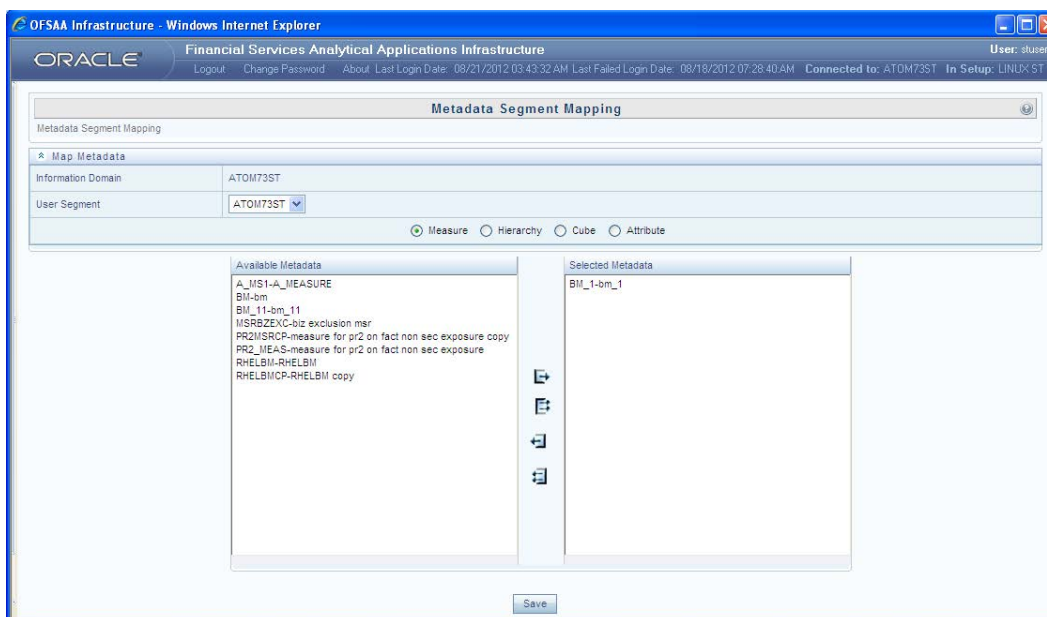 OFSAA Infrastructure - Windows Internet Explorer
ORACLE
Financial Services Analytical Applications Infrastructure
User: stuser
Logout Change Password About Last Login Date: 08/21/2012 03:43:32 AM Last Failed Login Date: 08/18/2012 07:28:40 AM Connected to: ATOM73ST In Setup: LINUX ST
Metadata Segment Mapping
Metadata Segment Mapping
Map Metadata
Information Domain ATOM73ST
User Segment ATOM73ST
Measure Hierarchy Cube Attribute
Available Metadata
A_MS1-A_MEASURE
BM-bm
BM_11-bm_11
MSRBZEXC-biz exclusion msr
PR2MSRCP-measure for pr2 on fact non sec exposure copy
PR2_MEAS-measure for pr2 on fact non sec exposure
RHELBM-RHELBM
RHELBMCP-RHELBM copy
Selected Metadata
BM_1-bm_1
Save